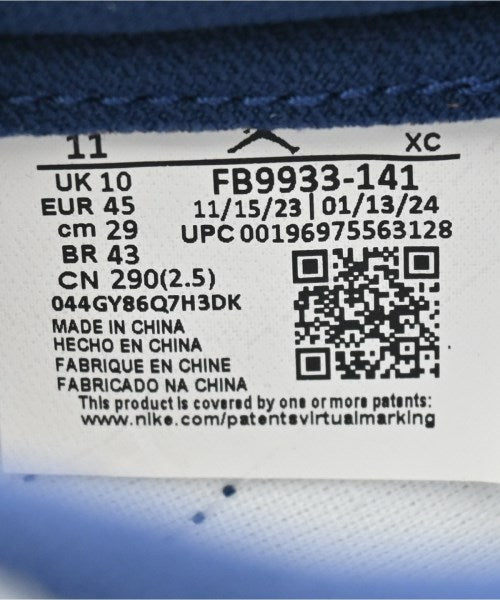 11 XC
UK 10 FB9933-141
EUR 45 11/15/23 | 01/13/24
cm 29 UPC 00196975563128
BR 43
CN 290(2.5)
044GY86Q7H3DK
MADE IN CHINA
HECHO EN CHINA
FABRIQUE EN CHINE
FABRICADO NA CHINA
This product is covered by one or more patents:
www.nike.com/patentsvirtualmarking